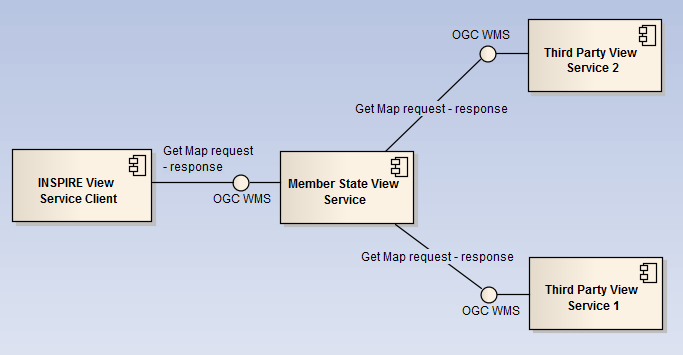 OGC WMS
Third Party View
Service 2
Get Map request - response
Get Map request
- response
INSPIRE View
Service Client
OGC WMS
Member State View
Service
Get Map request - response
Third Party View
Service 1
OGC WMS